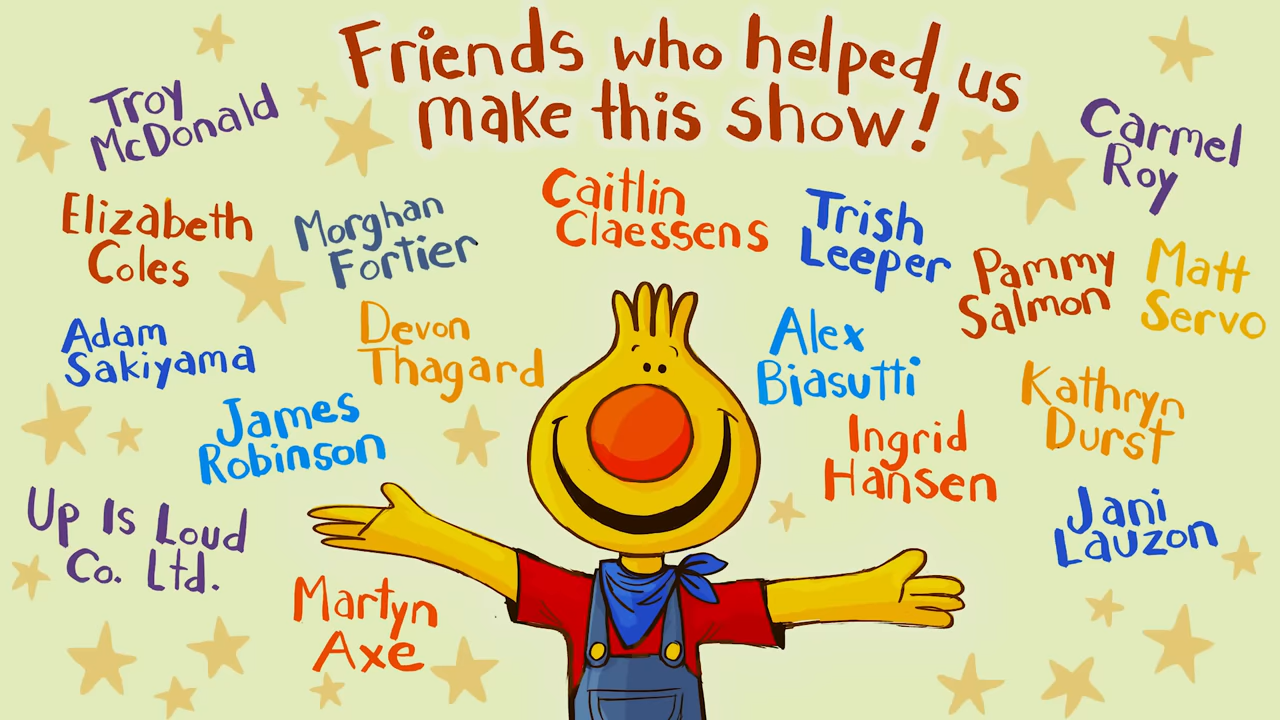 Friends who helped us
make this show!
Troy
McDonald
Carmel
Roy
Elizabeth
Coles
Morghan
Fortier
Caitlin
Claessens
Trish
Leeper
Pammy
Salmon
Matt
Servo
Adam
Sakiyama
Devon
Thagard
Alex
Biasutti
Kathryn
Durst
James
Robinson
Ingrid
Hansen
Up Is Loud
Co. Ltd.
Jani
Lauzon
Martyn
Axe